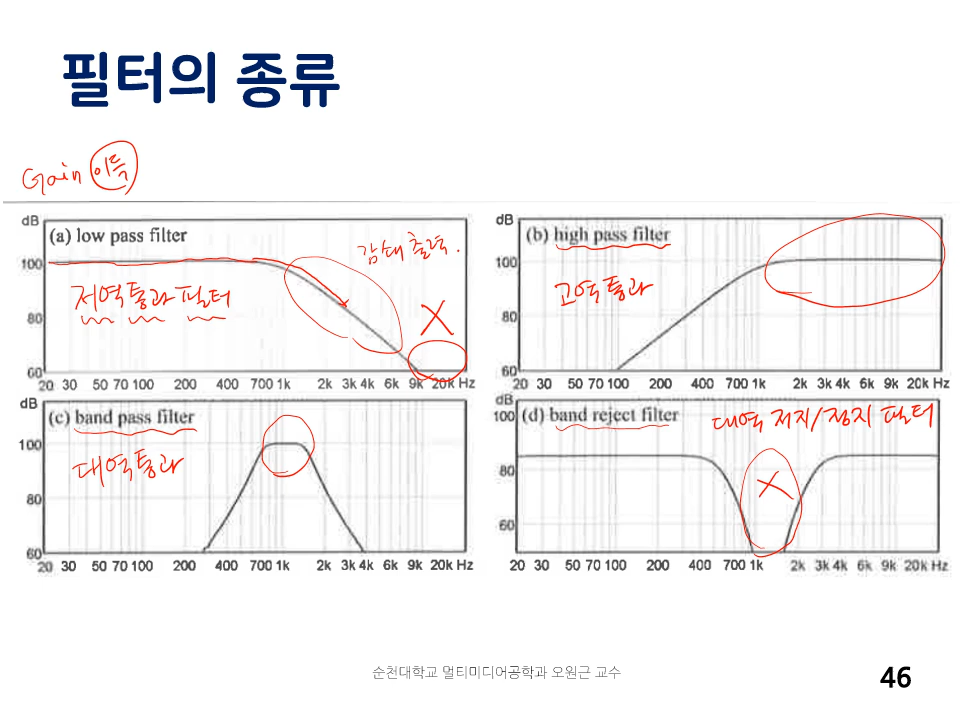 필터의 종류
Gain 이득
dB
(a) low pass filter
감쇄 출력.
100
저역통과 필터
80
X
60
20 30 50 70 100 200 400 700 1k 2k 3k 4k 6k 9k 20k Hz
dB
(b) high pass filter
100
고역통과
80
60
20 30 50 70 100 200 400 700 1k 2k 3k 4k 6k 9k 20k Hz
dB
(c) band pass filter
100
대역통과
80
60
20 30 50 70 100 200 400 700 1k 2k 3k 4k 6k 9k 20k Hz
dB
100
(d) band reject filter
대역 저지/정지 필터
80
X
60
20 30 50 70 100 200 400 700 1k 2k 3k 4k 6k 9k 20k Hz
순천대학교 멀티미디어공학과 오원근 교수
46